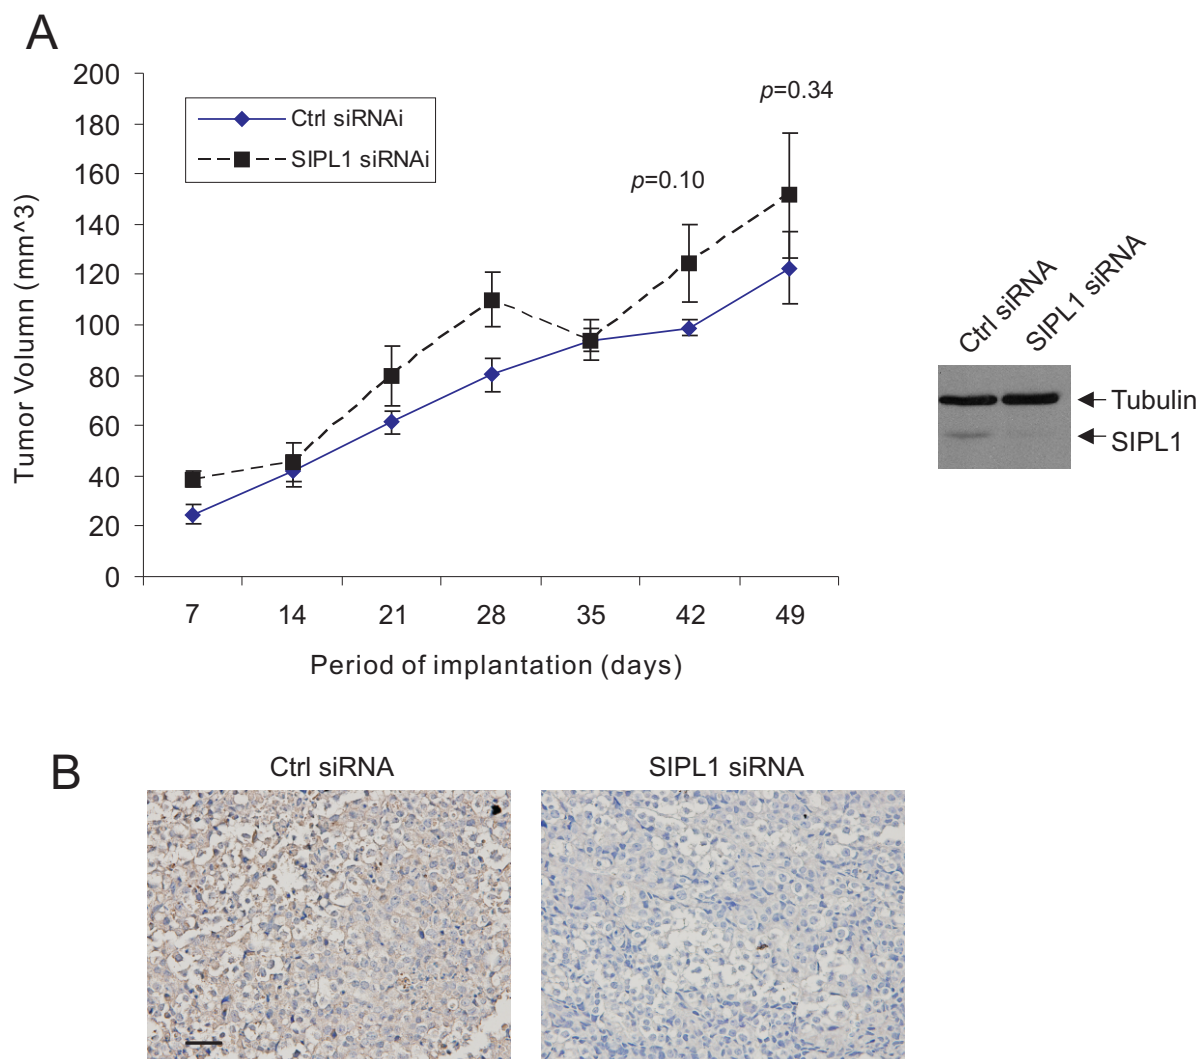 A
200
180
160
140
120
100
80
60
40
20
0
Tumor Volumn (mm^3)
Ctrl siRNAi
SIPL1 siRNAi
p=0.10
p=0.34
7 14 21 28 35 42 49
Period of implantation (days)
Ctrl siRNA
SIPL1 siRNA
Tubulin
SIPL1
B
Ctrl siRNA
SIPL1 siRNA